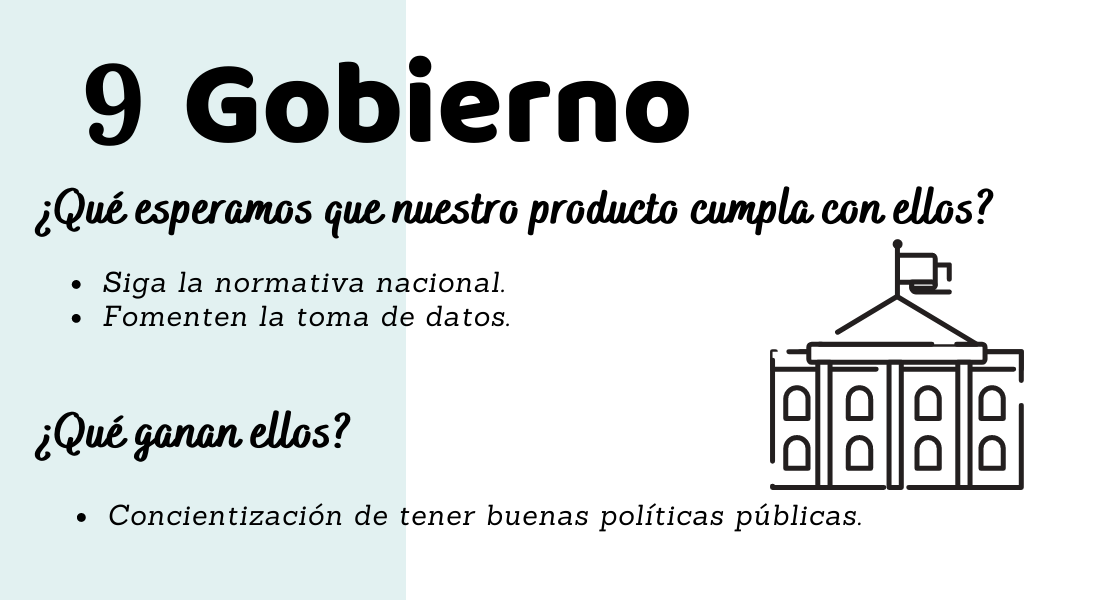 9 Gobierno
¿Qué esperamos que nuestro producto cumpla con ellos?
• Siga la normativa nacional.
• Fomenten la toma de datos.
¿Qué ganan ellos?
• Concientización de tener buenas políticas públicas.